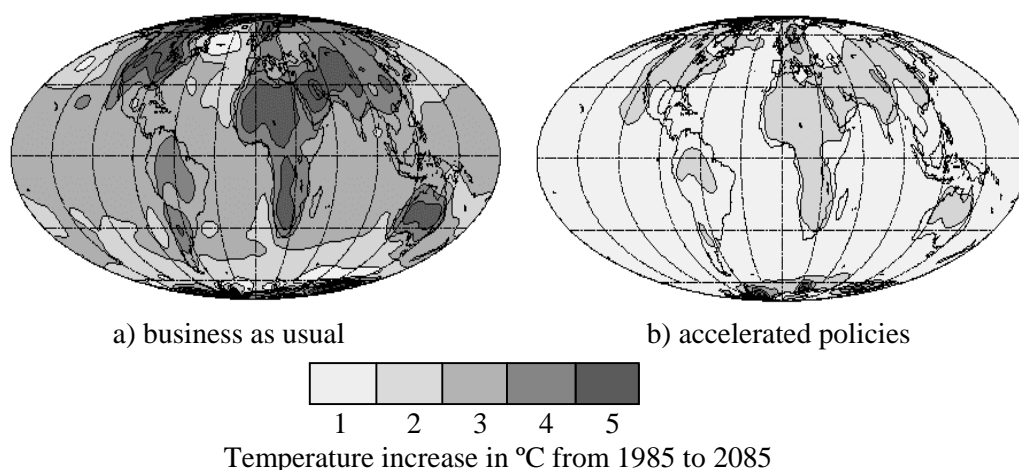 a) business as usual
b) accelerated policies
1 2 3 4 5
Temperature increase in ºC from 1985 to 2085